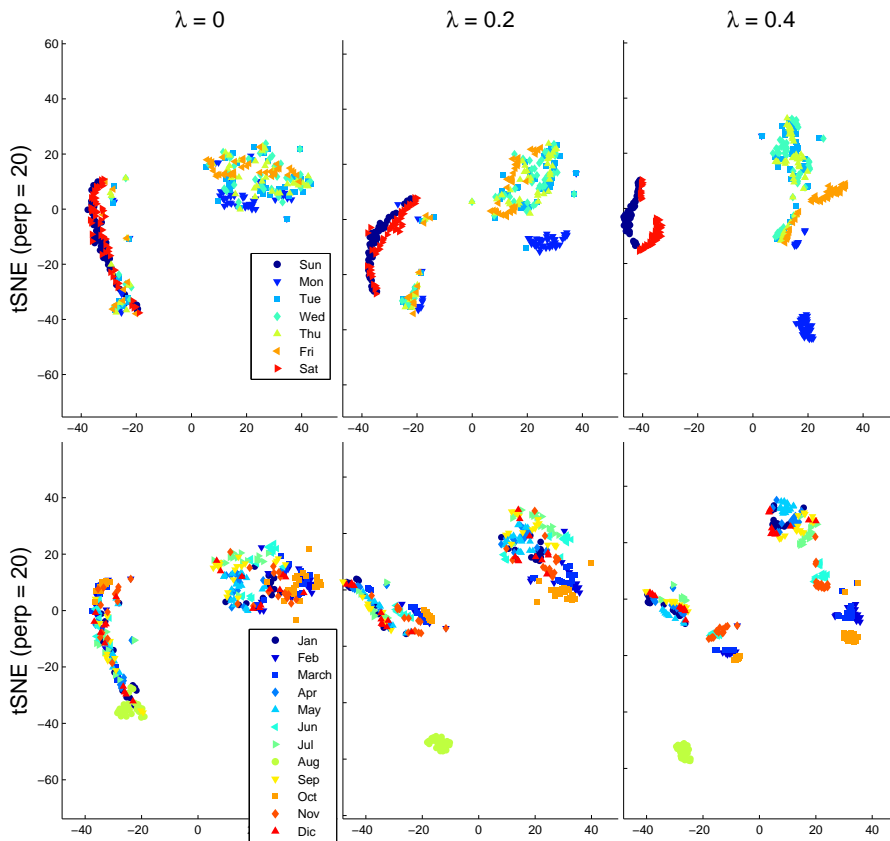 λ = 0
λ = 0.2
λ = 0.4
tSNE (perp = 20)
60
40
20
0
−20
−40
−60
Sun
Mon
Tue
Wed
Thu
Fri
Sat
−40 −20 0 20 40
−40 −20 0 20 40
−40 −20 0 20 40
tSNE (perp = 20)
40
20
0
−20
−40
−60
Jan
Feb
March
Apr
May
Jun
Jul
Aug
Sep
Oct
Nov
Dic
−40 −20 0 20 40
−40 −20 0 20 40
−40 −20 0 20 40